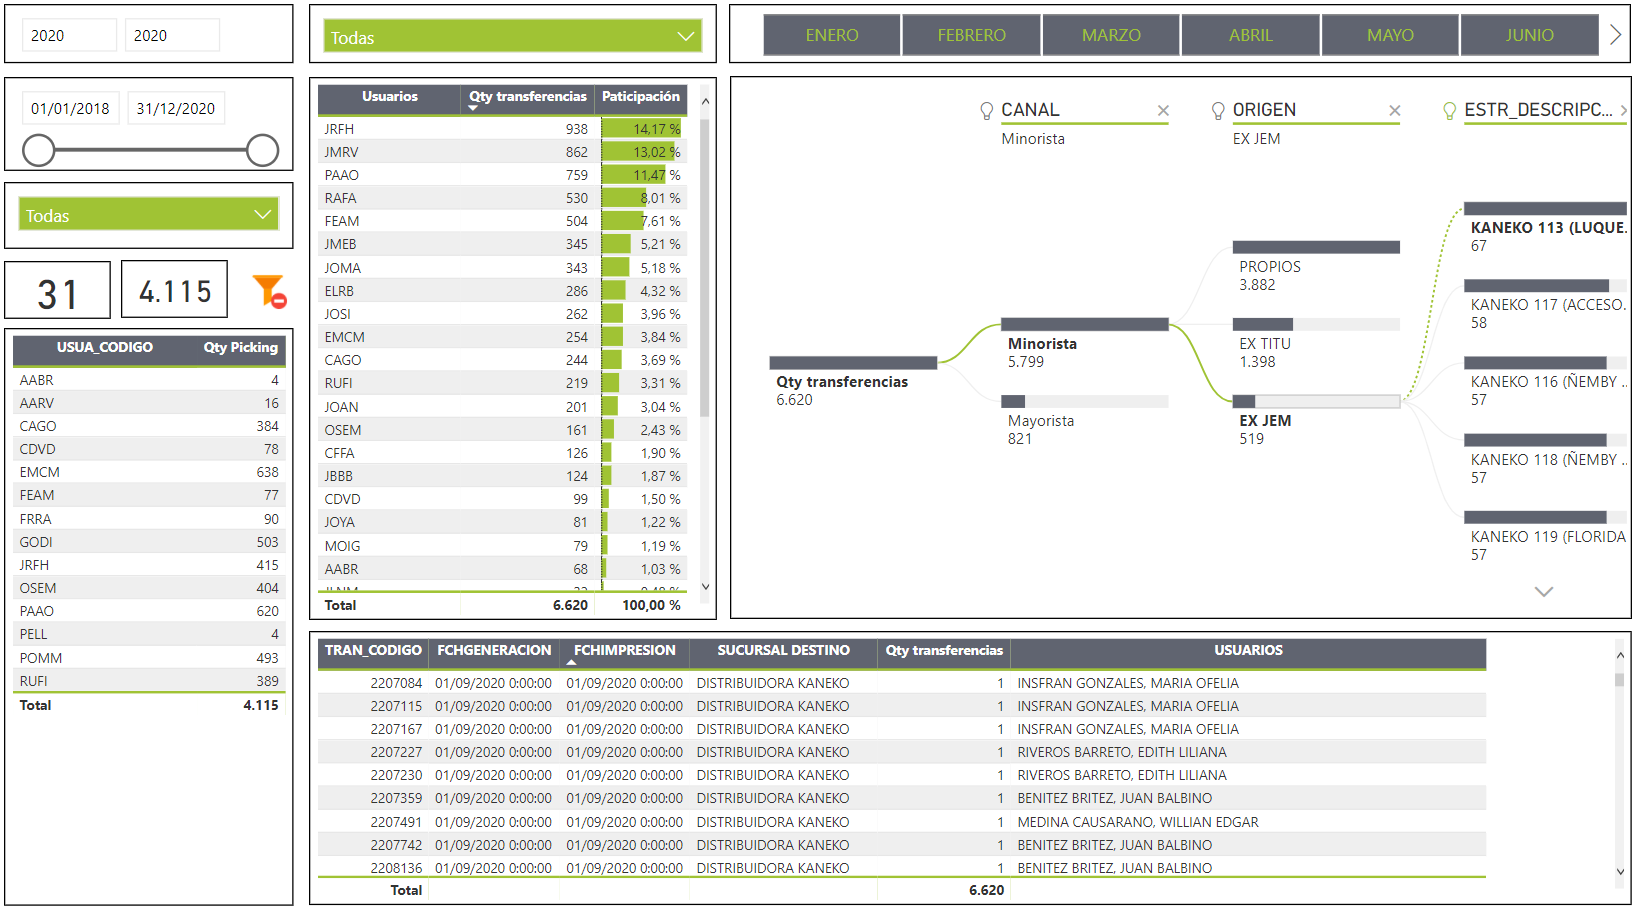 2020 2020
Todas
ENERO FEBRERO MARZO ABRIL MAYO JUNIO
01/01/2018 31/12/2020
Todas
31 4.115
USUA_CODIGO Qty Picking
AABR 4
AARV 16
CAGO 384
CDVD 78
EMCM 638
FEAM 77
FRRA 90
GODI 503
JRFH 415
OSEM 404
PAAO 620
PELL 4
POMM 493
RUFI 389
Total 4.115
Usuarios Qty transferencias Paticipación
JRFH 938 14,17 %
JMRV 862 13,02 %
PAAO 759 11,47 %
RAFA 530 8,01 %
FEAM 504 7,61 %
JMEB 345 5,21 %
JOMA 343 5,18 %
ELRB 286 4,32 %
JOSI 262 3,96 %
EMCM 254 3,84 %
CAGO 244 3,69 %
RUFI 219 3,31 %
JOAN 201 3,04 %
OSEM 161 2,43 %
CFFA 126 1,90 %
JBBB 124 1,87 %
CDVD 99 1,50 %
JOYA 81 1,22 %
MOIG 79 1,19 %
AABR 68 1,03 %
Total 6.620 100,00 %
CANAL
Minorista
ORIGEN
EX JEM
ESTR_DESCRIPC...
Qty transferencias
6.620
Minorista
5.799
Mayorista
821
PROPIOS
3.882
EX TITU
1.398
EX JEM
519
KANEKO 113 (LUQUE.
67
KANEKO 117 (ACCESO.
58
KANEKO 116 (ÑEMBY ..
57
KANEKO 118 (ÑEMBY ..
57
KANEKO 119 (FLORIDA
57
TRAN_CODIGO FCHGENERACION FCHIMPRESION SUCURSAL DESTINO Qty transferencias USUARIOS
2207084 01/09/2020 0:00:00 01/09/2020 0:00:00 DISTRIBUIDORA KANEKO 1 INSFRAN GONZALES, MARIA OFELIA
2207115 01/09/2020 0:00:00 01/09/2020 0:00:00 DISTRIBUIDORA KANEKO 1 INSFRAN GONZALES, MARIA OFELIA
2207167 01/09/2020 0:00:00 01/09/2020 0:00:00 DISTRIBUIDORA KANEKO 1 INSFRAN GONZALES, MARIA OFELIA
2207227 01/09/2020 0:00:00 01/09/2020 0:00:00 DISTRIBUIDORA KANEKO 1 RIVEROS BARRETO, EDITH LILIANA
2207230 01/09/2020 0:00:00 01/09/2020 0:00:00 DISTRIBUIDORA KANEKO 1 RIVEROS BARRETO, EDITH LILIANA
2207359 01/09/2020 0:00:00 01/09/2020 0:00:00 DISTRIBUIDORA KANEKO 1 BENITEZ BRITEZ, JUAN BALBINO
2207491 01/09/2020 0:00:00 01/09/2020 0:00:00 DISTRIBUIDORA KANEKO 1 MEDINA CAUSARANO, WILLIAN EDGAR
2207742 01/09/2020 0:00:00 01/09/2020 0:00:00 DISTRIBUIDORA KANEKO 1 BENITEZ BRITEZ, JUAN BALBINO
2208136 01/09/2020 0:00:00 01/09/2020 0:00:00 DISTRIBUIDORA KANEKO 1 BENITEZ BRITEZ, JUAN BALBINO
Total 6.620